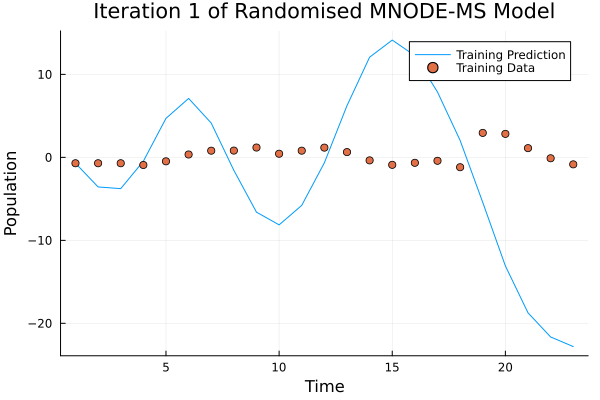 Iteration 1 of Randomised MNODE-MS Model
Training Prediction
Training Data
Population
10
0
−10
−20
5
10
15
20
Time